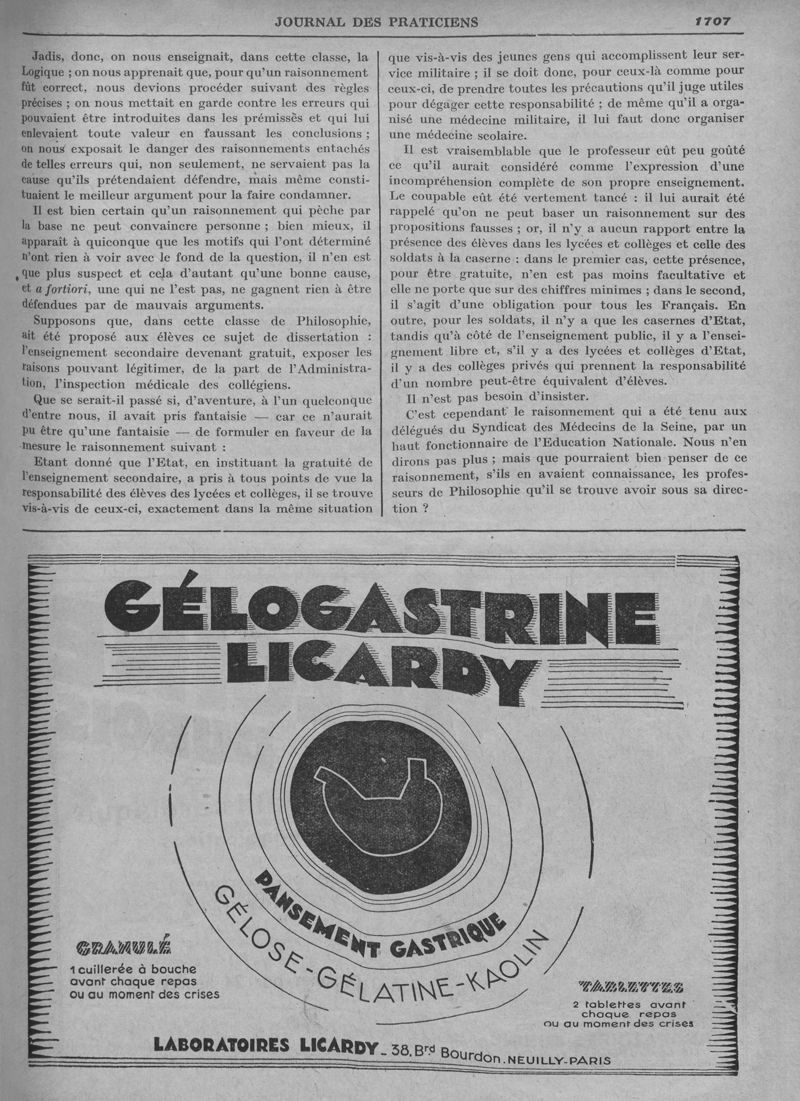 JOURNAL DES PRATICIENS
1707
Jadis, donc, on nous enseignait, dans cette classe, la
Logique ; on nous apprenait que, pour qu'un raisonnement
fût correct, nous devions procéder suivant des règles
précises ; on nous mettait en garde contre les erreurs qui
pouvaient être introduites dans les prémisses et qui lui
enlevaient toute valeur en faussant les conclusions ;
on nous exposait le danger des raisonnements entachés
de telles erreurs qui, non seulement, ne servaient pas la
cause qu'ils prétendaient défendre, mais même consti-
tuaient le meilleur argument pour la faire condamner.
Il est bien certain qu'un raisonnement qui pèche par
la base ne peut convaincre personne ; bien mieux, il
apparaît à quiconque que les motifs qui l'ont déterminé
n'ont rien à voir avec le fond de la question, il n'en est
que plus suspect et cela d'autant qu'une bonne cause,
et a fortiori, une qui ne l'est pas, ne gagnent rien à être
défendues par de mauvais arguments.
Supposons que, dans cette classe de Philosophie,
ait été proposé aux élèves ce sujet de dissertation :
l'enseignement secondaire devenant gratuit, exposer les
raisons pouvant légitimer, de la part de l'Administra-
tion, l'inspection médicale des collégiens.
Que se serait-il passé si, d'aventure, à l'un quelconque
d'entre nous, il avait pris fantaisie — car ce n'aurait
pu être qu'une fantaisie — de formuler en faveur de la
mesure le raisonnement suivant :
Etant donné que l'Etat, en instituant la gratuité de
l'enseignement secondaire, a pris à tous points de vue la
responsabilité des élèves des lycées et collèges, il se trouve
vis-à-vis de ceux-ci, exactement dans la même situation
que vis-à-vis des jeunes gens qui accomplissent leur ser-
vice militaire ; il se doit donc, pour ceux-là comme pour
ceux-ci, de prendre toutes les précautions qu'il juge utiles
pour dégager cette responsabilité ; de même qu'il a orga-
nisé une médecine militaire, il lui faut donc organiser
une médecine scolaire.
Il est vraisemblable que le professeur eût peu goûté
ce qu'il aurait considéré comme l'expression d'une
incompréhension complète de son propre enseignement.
Le coupable eût été vertement tancé : il lui aurait été
rappelé qu'on ne peut baser un raisonnement sur des
propositions fausses ; or, il n'y a aucun rapport entre la
présence des élèves dans les lycées et collèges et celle des
soldats à la caserne : dans le premier cas, cette présence,
pour être gratuite, n'en est pas moins facultative et
elle ne porte que sur des chiffres minimes ; dans le second,
il s'agit d'une obligation pour tous les Français. En
outre, pour les soldats, il n'y a que les casernes d'Etat,
tandis qu'à côté de l'enseignement public, il y a l'ensei-
gnement libre et, s'il y a des lycées et collèges d'Etat,
il y a des collèges privés qui prennent la responsabilité
d'un nombre peut-être équivalent d'élèves.
Il n'est pas besoin d'insister.
C'est cependant le raisonnement qui a été tenu aux
délégués du Syndicat des Médecins de la Seine, par un
haut fonctionnaire de l'Education Nationale. Nous n'en
dirons pas plus ; mais que pourraient bien penser de ce
raisonnement, s'ils en avaient connaissance, les profes-
seurs de Philosophie qu'il se trouve avoir sous sa direc-
tion ?
GÉLOGASTRINE
LICARDY
PANSEMENT GASTRIQUE
GÉLOSE-GÉLATINE-KAOLIN
GRANULÉ
1 cuillerée à bouche
avant chaque repas
ou au moment des crises
TABLETTES
2 tablettes avant
chaque repas
ou au moment des crises
LABORATOIRES LICARDY_38, Brd Bourdon.NEUILLY-PARIS